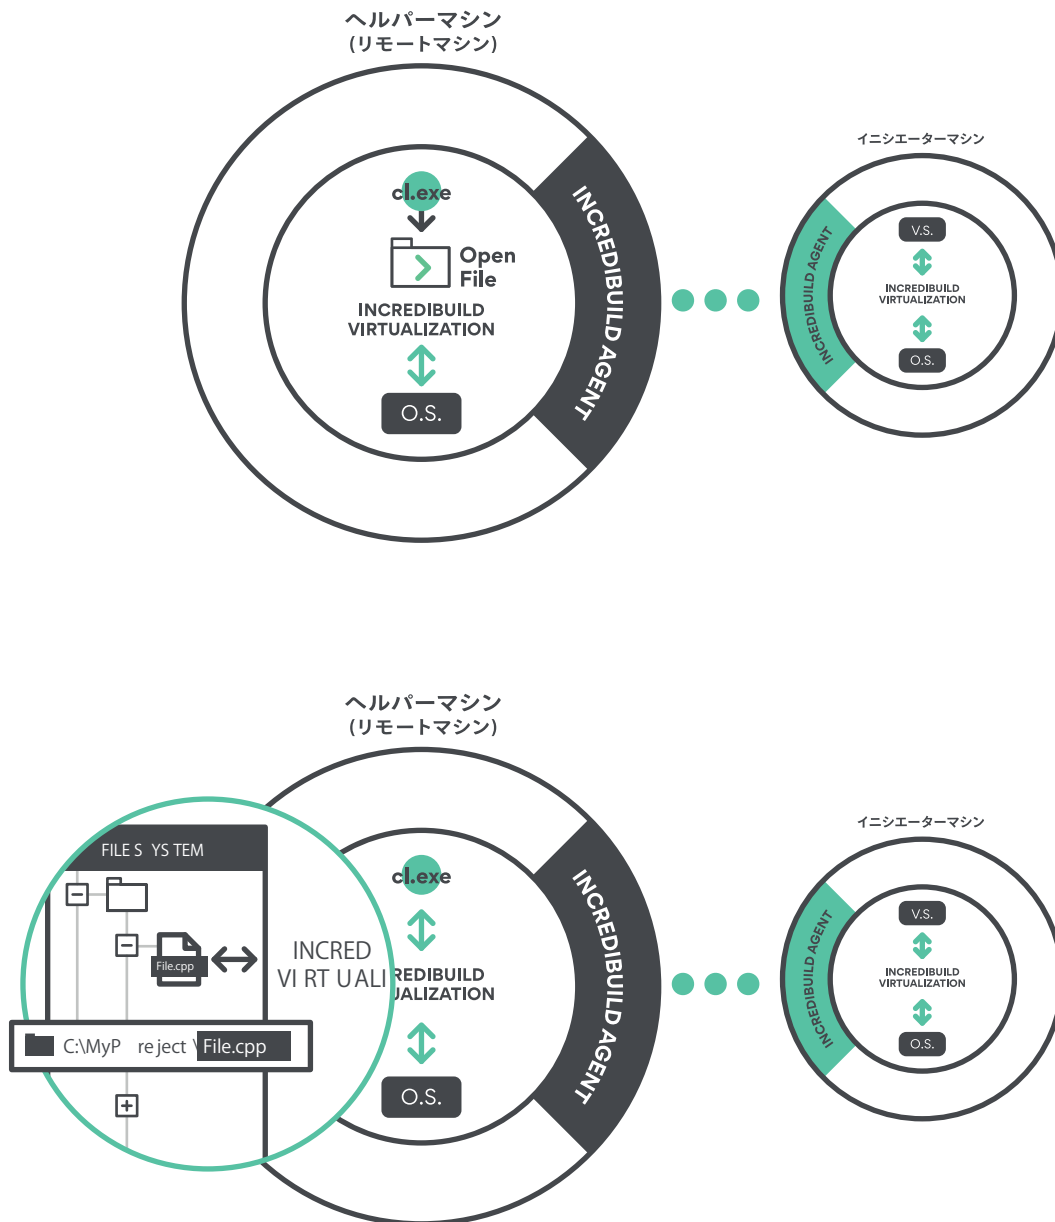 ヘルパーマシン
(リモートマシン)
cl.exe
Open
File
INCREDIBUILD
VIRTUALIZATION
O.S.
INCREDIBUILD AGENT
イニシエーターマシン
INCREDIBUILD AGENT
V.S.
INCREDIBUILD
VIRTUALIZATION
O.S.
ヘルパーマシン
(リモートマシン)
FILE S YS TEM
File.cpp
INCRED
VI RT UALI
C:\MyP reject \File.cpp
cl.exe
REDIBUILD
UALIZATION
O.S.
INCREDIBUILD AGENT
イニシエーターマシン
INCREDIBUILD AGENT
V.S.
INCREDIBUILD
VIRTUALIZATION
O.S.